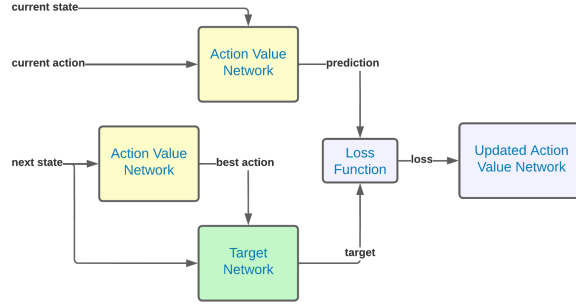 current state
current action
Action Value
Network
prediction
next state
Action Value
Network
best action
Loss
Function
loss
Updated Action
Value Network
Target
Network
target